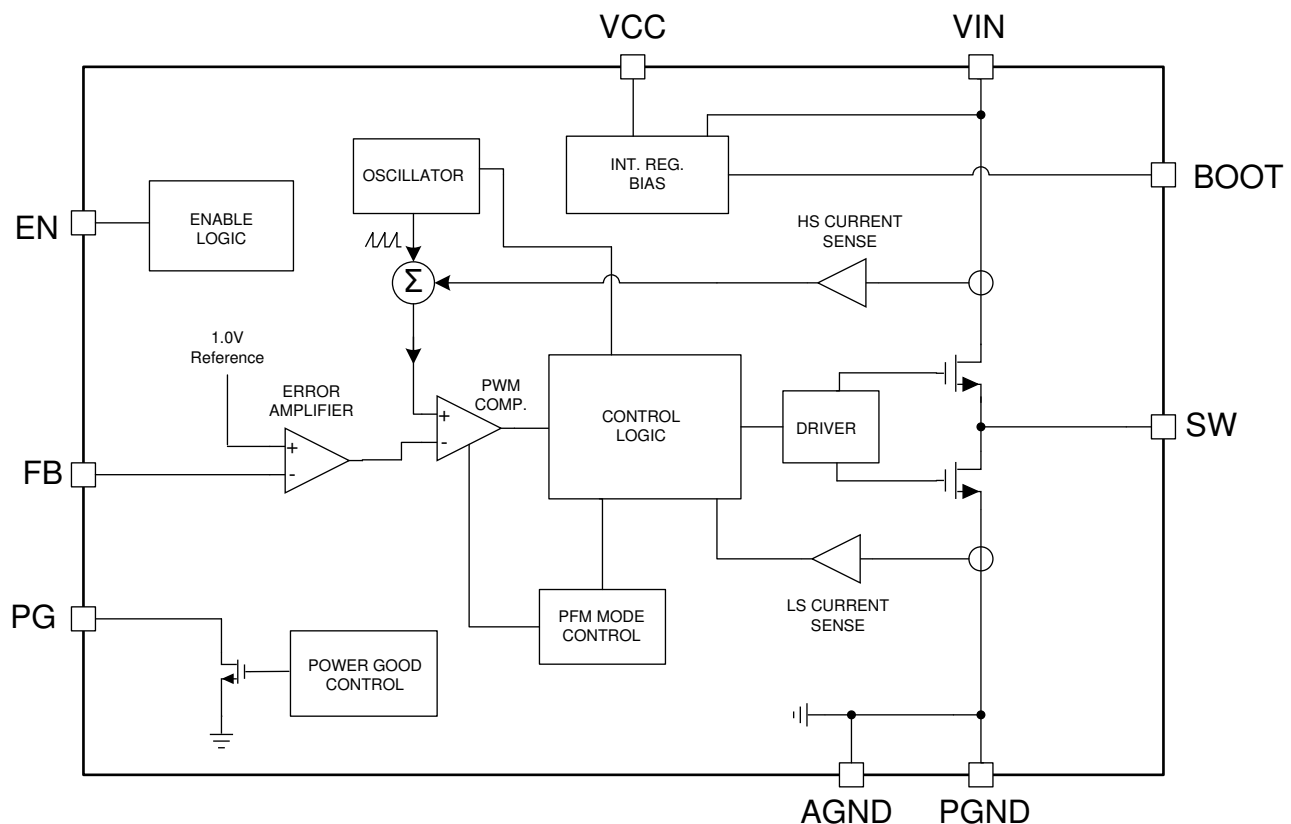 VCC
VIN
OSCILLATOR
INT. REG.
BIAS
BOOT
EN
ENABLE
LOGIC
HS CURRENT
SENSE
Σ
1.0V
Reference
ERROR
AMPLIFIER
PWM
COMP.
+
-
+
-
CONTROL
LOGIC
DRIVER
SW
FB
PG
PFM MODE
CONTROL
LS CURRENT
SENSE
POWER GOOD
CONTROL
AGND
PGND